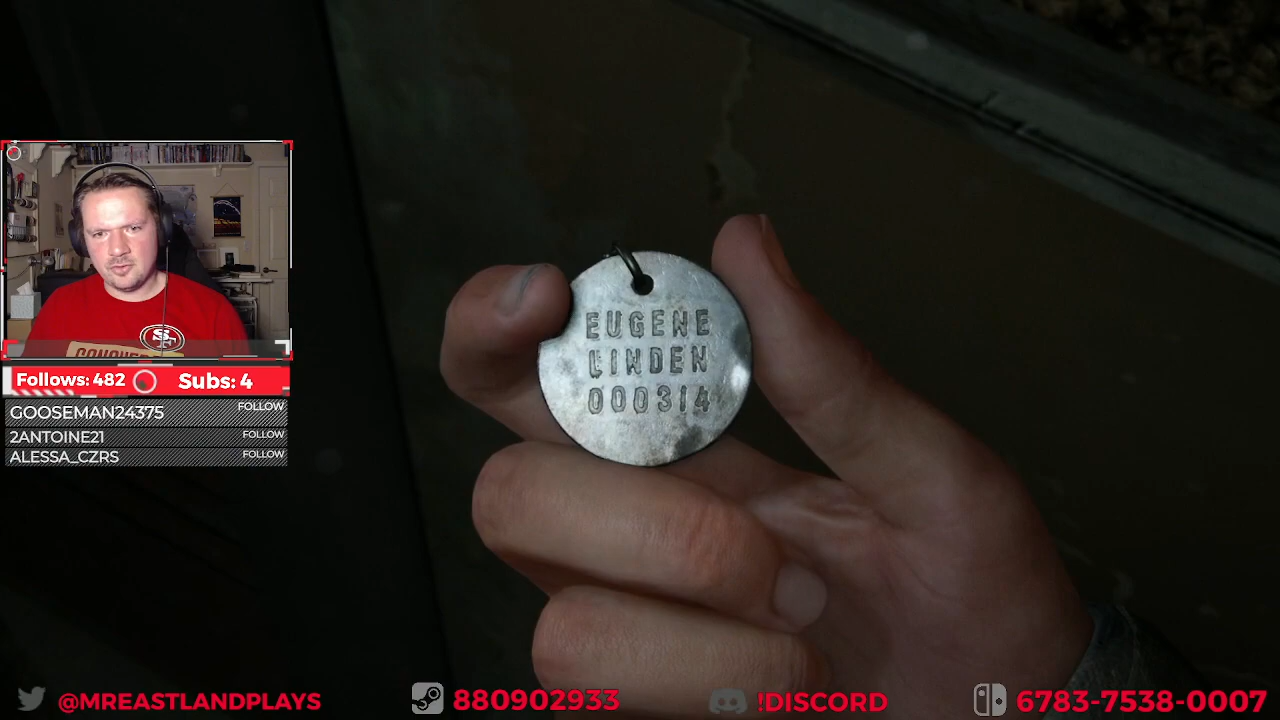 EUGENE
LINDEN
000314
SF
Follows: 482
Subs: 4
GOOSEMAN24375 FOLLOW
2ANTOINE21 FOLLOW
ALESSA_CZRS FOLLOW
@MREASTLANDPLAYS
880902933
!DISCORD
6783-7538-0007